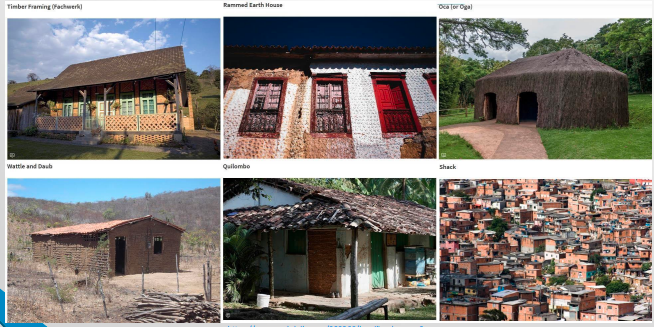 Timber Framing (Fachwerk)
Rammed Earth House
Oca (or Oga)
Wattle and Daub
Quilombo
Shack